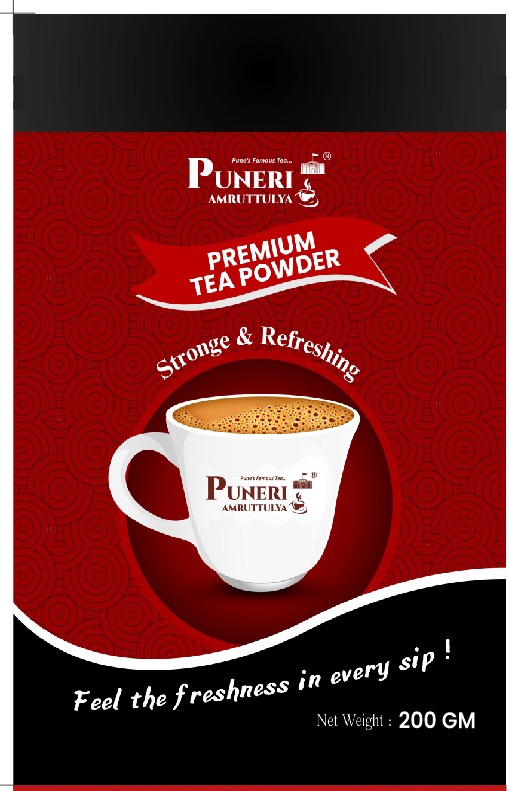 Pune's Famous Tea...
PUNERI ®
AMRUTTULYA
PREMIUM
TEA POWDER
Stronge & Refreshing
Pune's Famous Tea...
PUNERI ®
AMRUTTULYA
Feel the freshness in every sip !
Net Weight : 200 GM